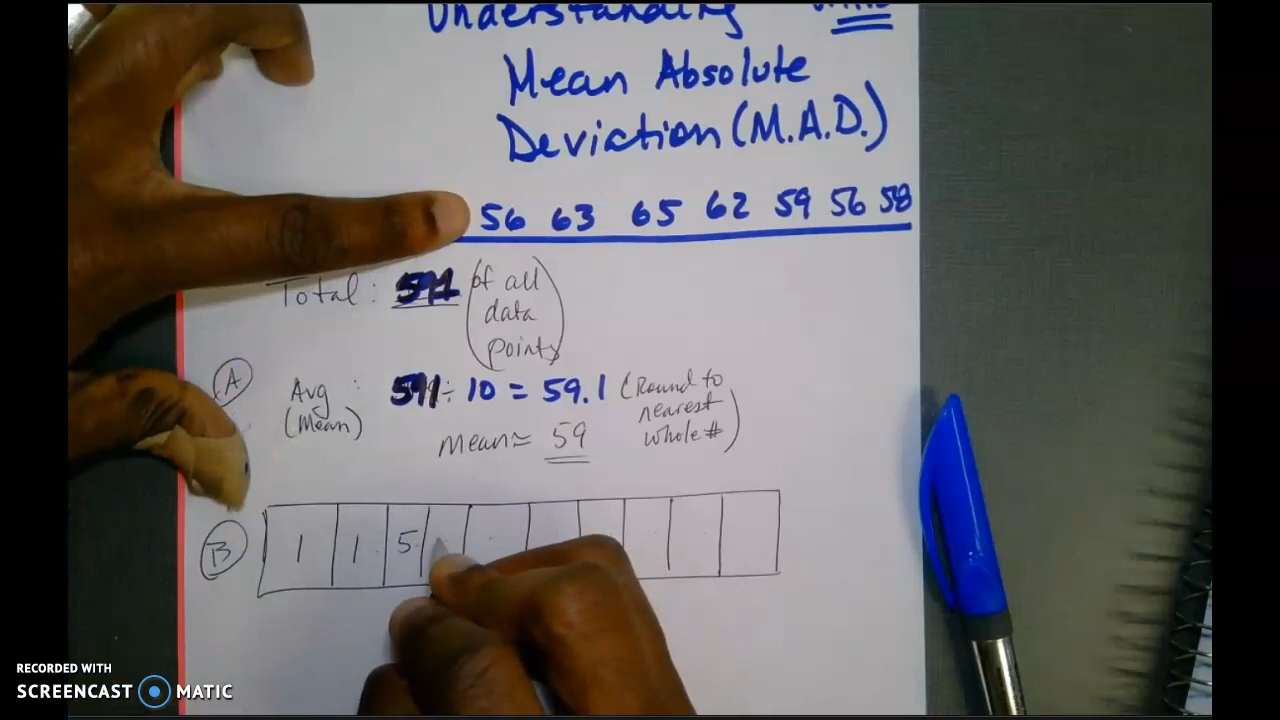 Understanding
Mean Absolute
Deviation (M.A.D.)
56 63 65 62 59 56 58
Total : 591 (of all
data
points)
A Avg : 591 ÷ 10 = 59.1 (Round to
(Mean) nearest
mean ≈ 59 whole #)
B 1 1 5
RECORDED WITH
SCREENCAST MATIC